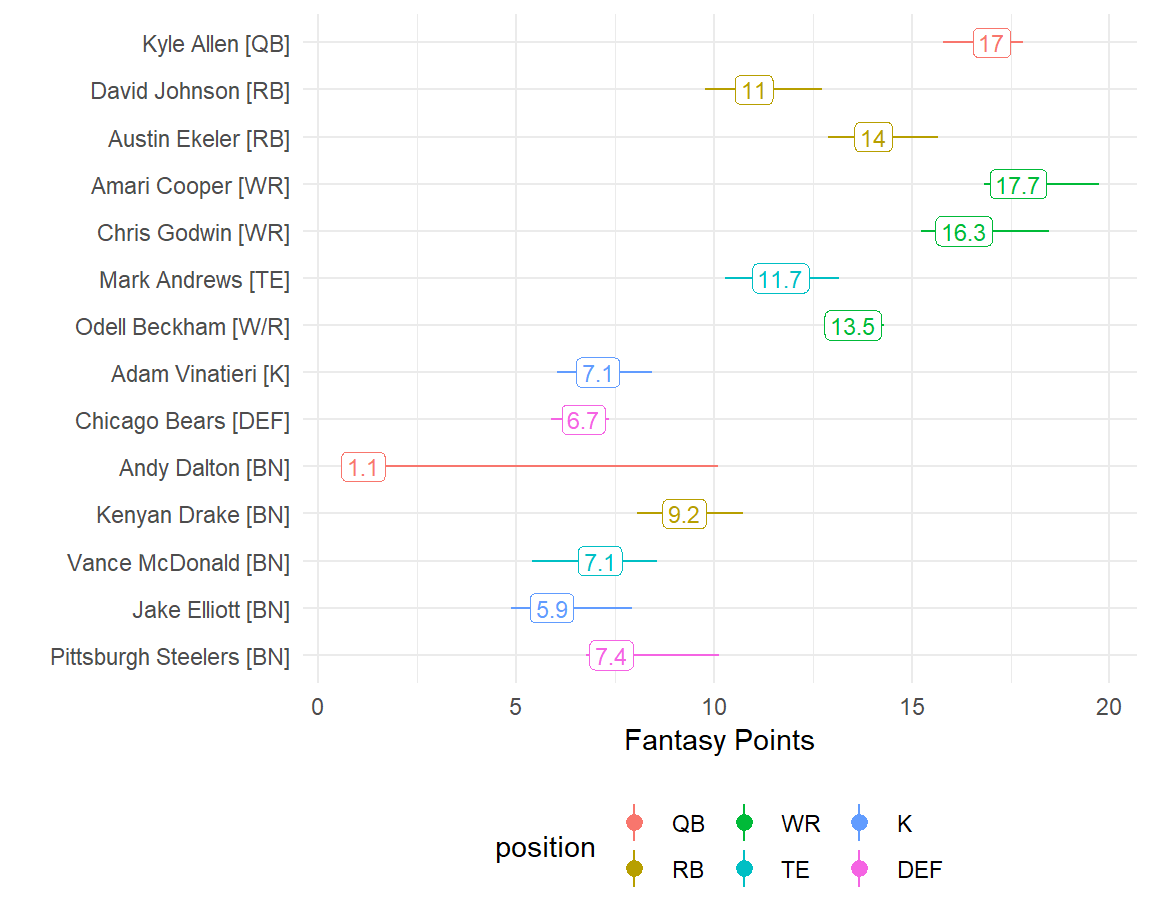 Kyle Allen [QB] 17
David Johnson [RB] 11
Austin Ekeler [RB] 14
Amari Cooper [WR] 17.7
Chris Godwin [WR] 16.3
Mark Andrews [TE] 11.7
Odell Beckham [W/R] 13.5
Adam Vinatieri [K] 7.1
Chicago Bears [DEF] 6.7
Andy Dalton [BN] 1.1
Kenyan Drake [BN] 9.2
Vance McDonald [BN] 7.1
Jake Elliott [BN] 5.9
Pittsburgh Steelers [BN] 7.4
0 5 10 15 20
Fantasy Points
position
QB WR K
RB TE DEF